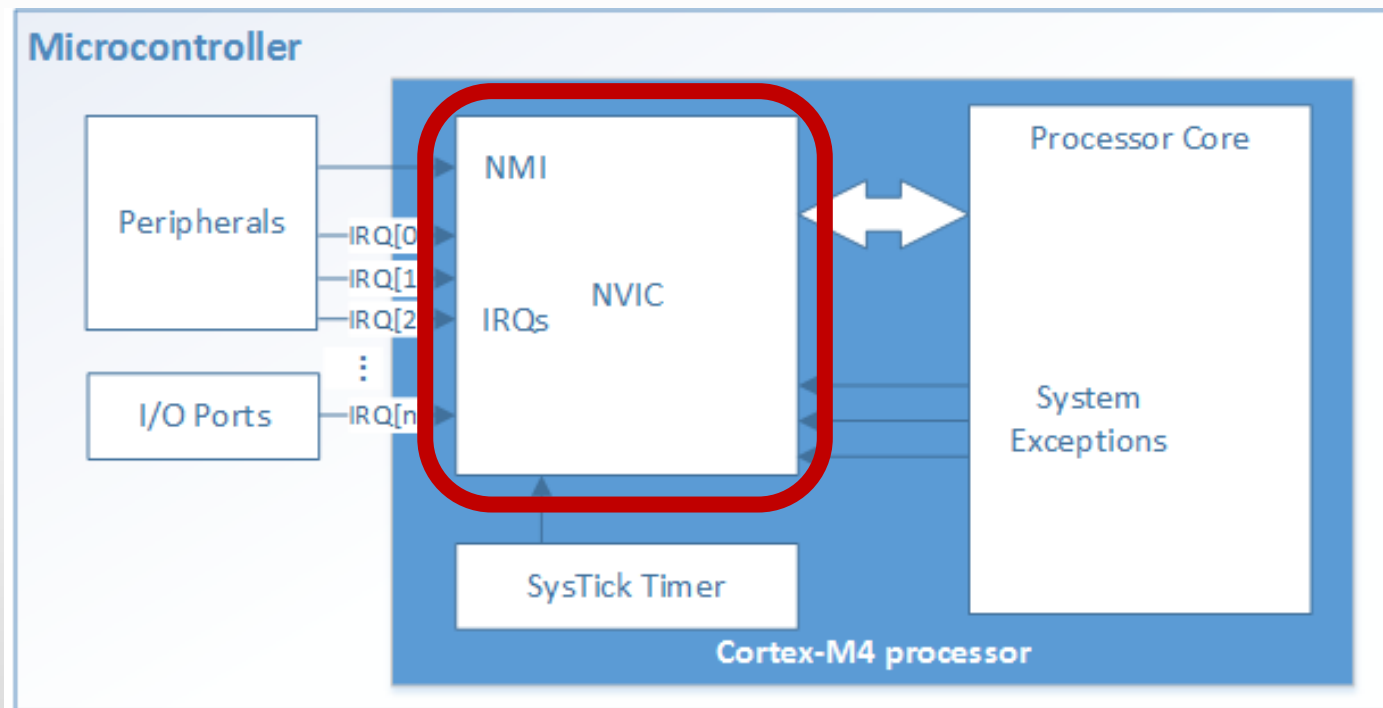 Microcontroller
Peripherals
NMI
IRQ[0
IRQ[1
IRQ[2
⋮
IRQ[n
I/O Ports
IRQs
NVIC
Processor Core
System
Exceptions
SysTick Timer
Cortex-M4 processor